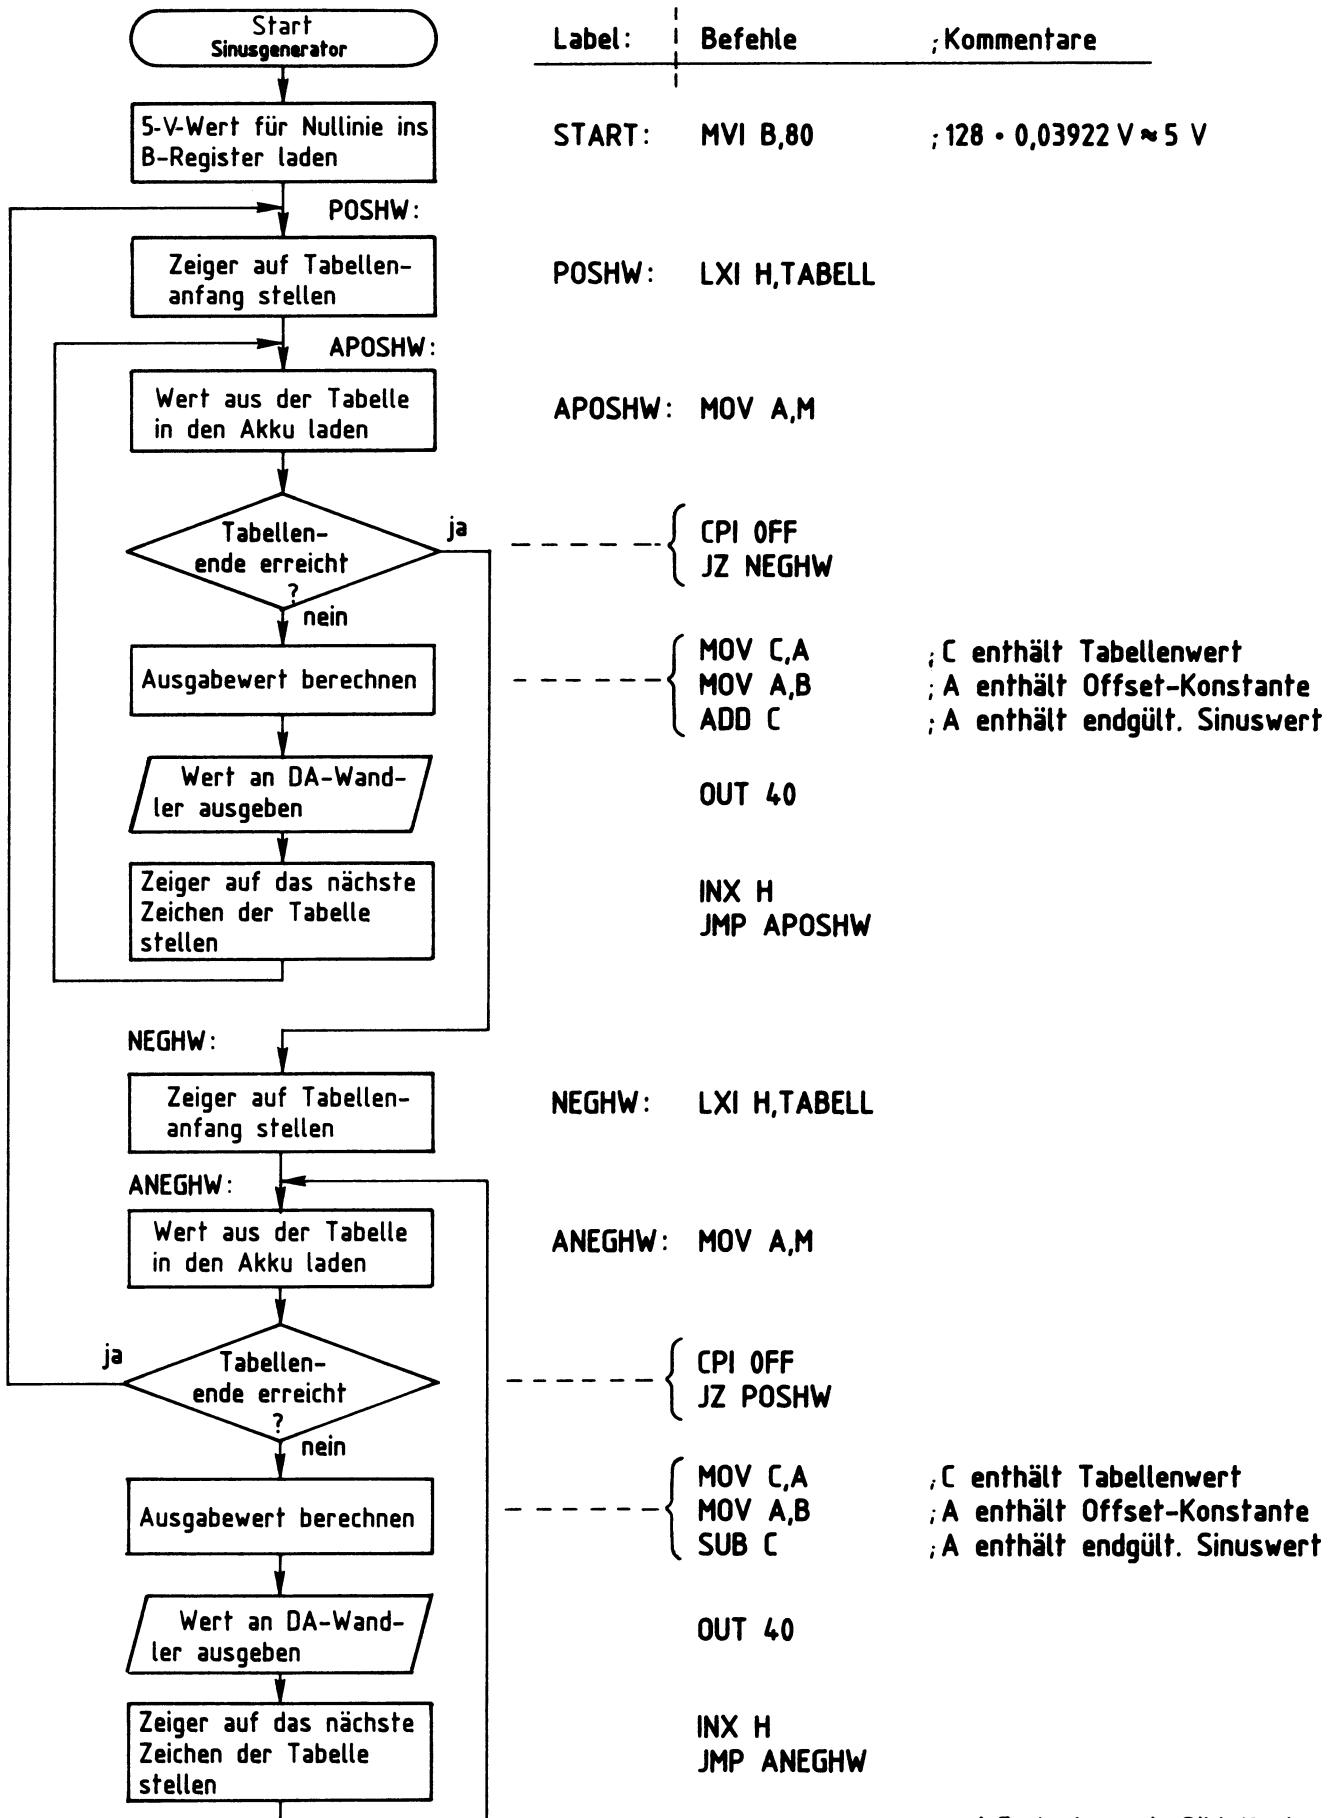 Start
Sinusgenerator
Label: Befehle ;Kommentare
5-V-Wert für Nullinie ins
B-Register laden
START: MVI B,80 ;128 • 0,03922 V ≈ 5 V
POSHW:
Zeiger auf Tabellen-
anfang stellen
POSHW: LXI H,TABELL
APOSHW:
Wert aus der Tabelle
in den Akku laden
APOSHW: MOV A,M
Tabellen-
ende erreicht
?
ja
nein
CPI 0FF
JZ NEGHW
Ausgabewert berechnen
MOV C,A ;C enthält Tabellenwert
MOV A,B ;A enthält Offset-Konstante
ADD C ;A enthält endgült. Sinuswert
Wert an DA-Wand-
ler ausgeben
OUT 40
Zeiger auf das nächste
Zeichen der Tabelle
stellen
INX H
JMP APOSHW
NEGHW:
Zeiger auf Tabellen-
anfang stellen
NEGHW: LXI H,TABELL
ANEGHW:
Wert aus der Tabelle
in den Akku laden
ANEGHW: MOV A,M
ja
Tabellen-
ende erreicht
?
nein
CPI 0FF
JZ POSHW
Ausgabewert berechnen
MOV C,A ;C enthält Tabellenwert
MOV A,B ;A enthält Offset-Konstante
SUB C ;A enthält endgült. Sinuswert
Wert an DA-Wand-
ler ausgeben
OUT 40
Zeiger auf das nächste
Zeichen der Tabelle
stellen
INX H
JMP ANEGHW